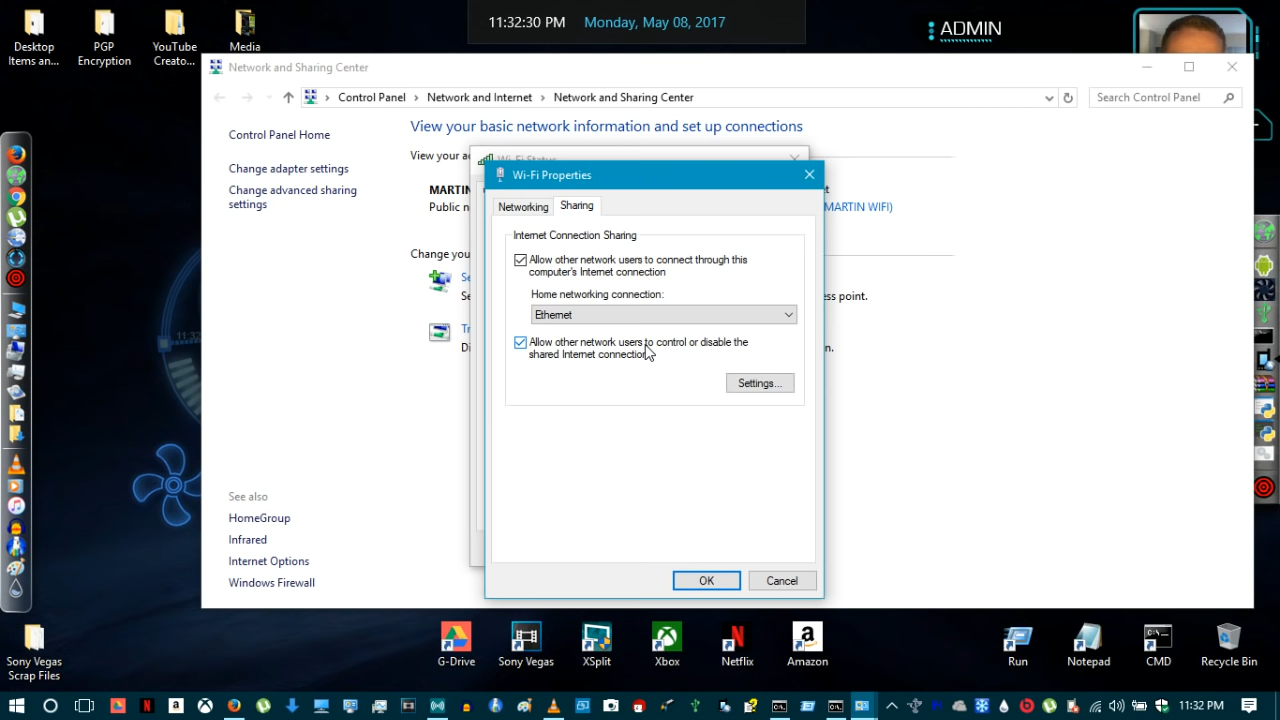 11:32:30 PM Monday, May 08, 2017
ADMIN
Desktop
Items an...
PGP
Encryption
YouTube
Creato...
Media
Network and Sharing Center
Control Panel > Network and Internet > Network and Sharing Center
Search Control Panel
Control Panel Home
Change adapter settings
Change advanced sharing
settings
View your basic network information and set up connections
View your a
MARTIN
Public n
MARTIN WIFI)
Change you
Se
ess point.
Tr
Wi-Fi Status
Wi-Fi Properties
Networking
Sharing
Internet Connection Sharing
Allow other network users to connect through this
computer's Internet connection
Home networking connection:
Ethernet
Allow other network users to control or disable the
shared Internet connection
Settings...
OK
Cancel
See also
HomeGroup
Infrared
Internet Options
Windows Firewall
Sony Vegas
Scrap Files
G-Drive
Sony Vegas
XSplit
Xbox
Netflix
Amazon
Run
Notepad
CMD
Recycle Bin
11:32 PM